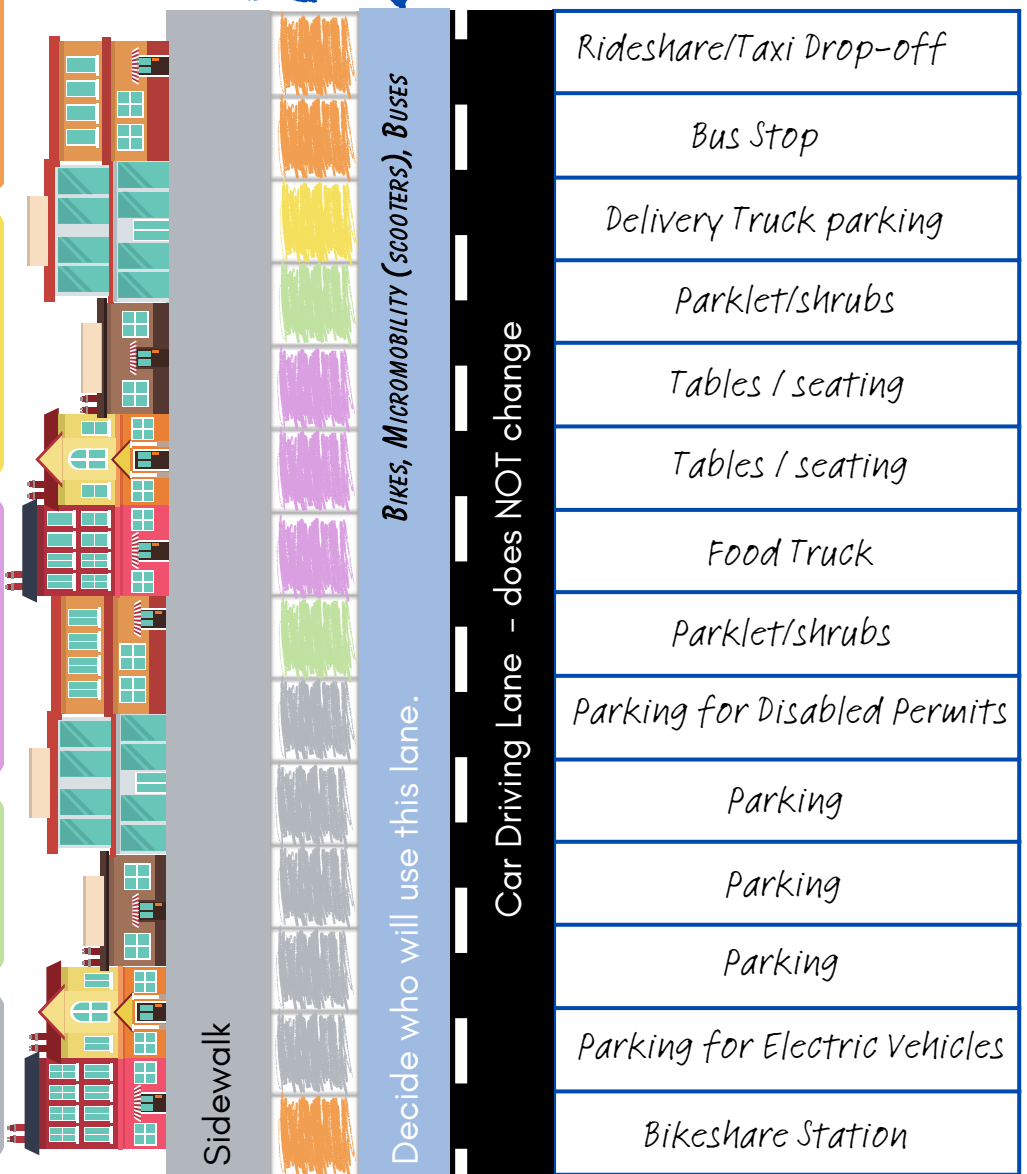 Sidewalk
Decide who will use this lane.
Bikes, Micromobility (scooters), Buses
Car Driving Lane - does NOT change
Rideshare/Taxi Drop-off
Bus Stop
Delivery Truck parking
Parklet/shrubs
Tables / seating
Tables / seating
Food Truck
Parklet/shrubs
Parking for Disabled Permits
Parking
Parking
Parking
Parking for Electric Vehicles
Bikeshare Station